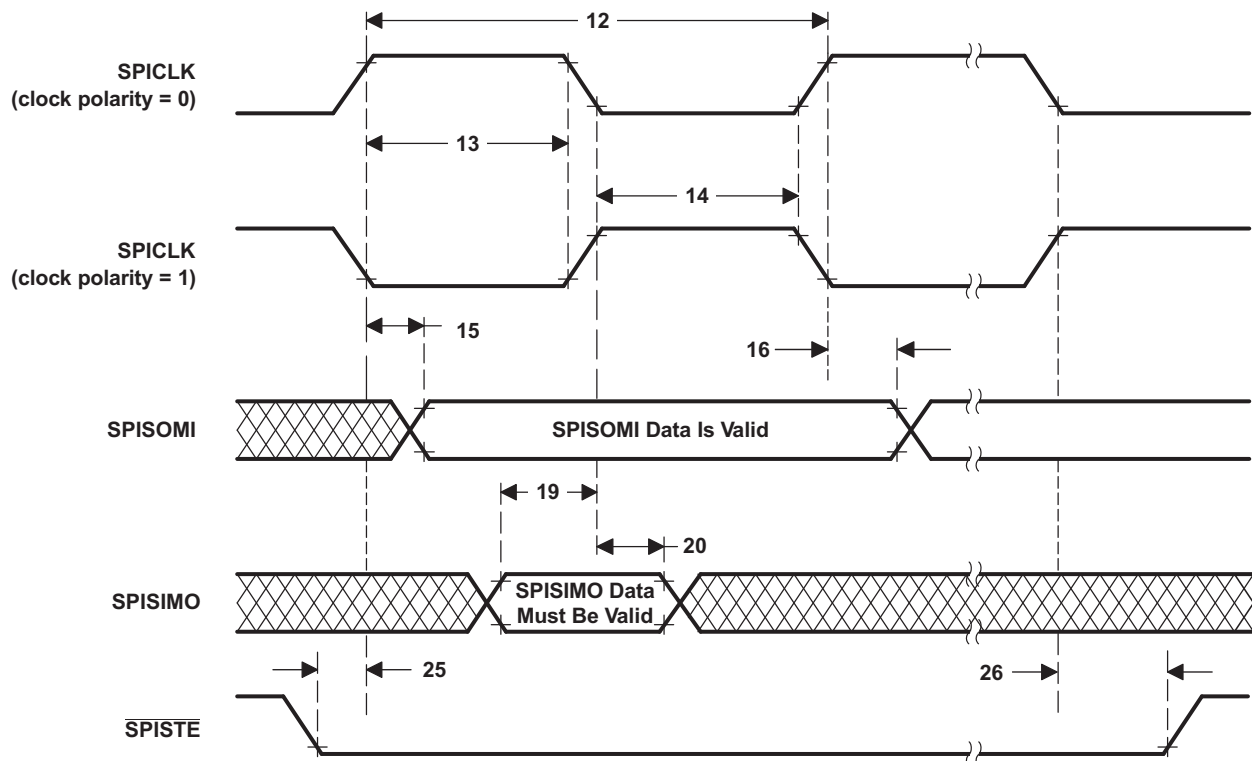 12
SPICLK
(clock polarity = 0)
13
14
SPICLK
(clock polarity = 1)
15
16
SPISOMI
SPISOMI Data Is Valid
19
20
SPISIMO
SPISIMO Data
Must Be Valid
25
26
SPISTE